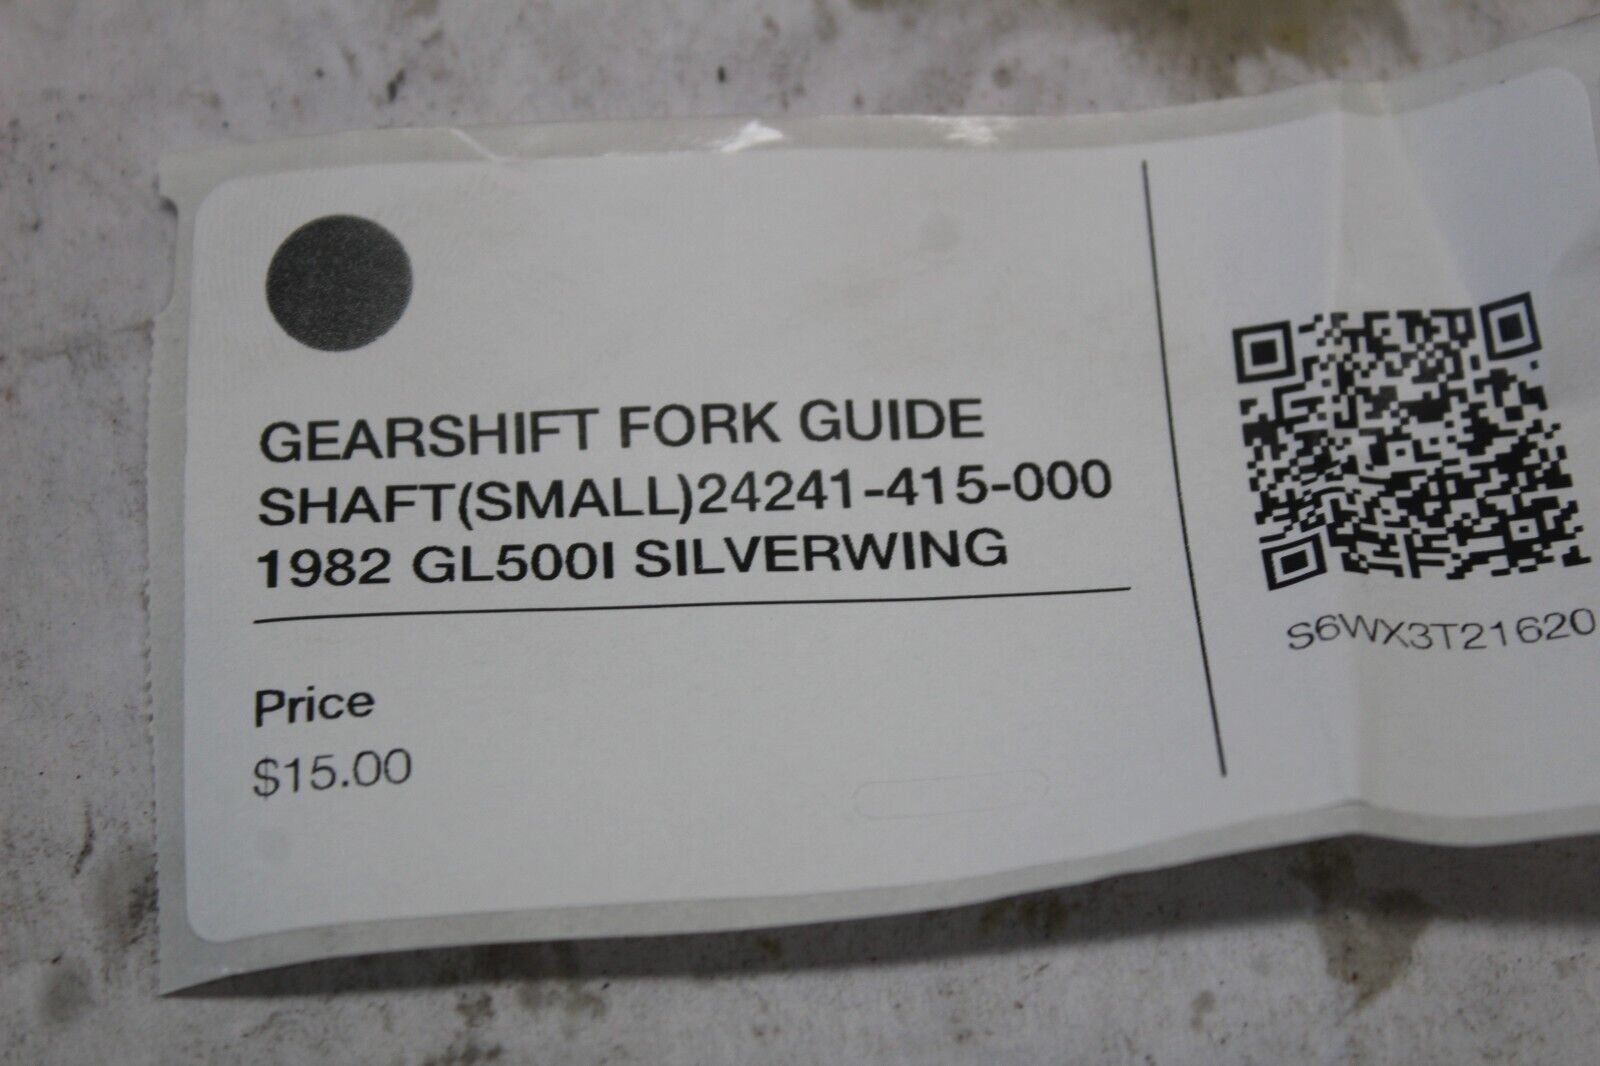 GEARSHIFT FORK GUIDE
SHAFT(SMALL)24241-415-000
1982 GL500I SILVERWING
Price
$15.00
S6WX3T21620